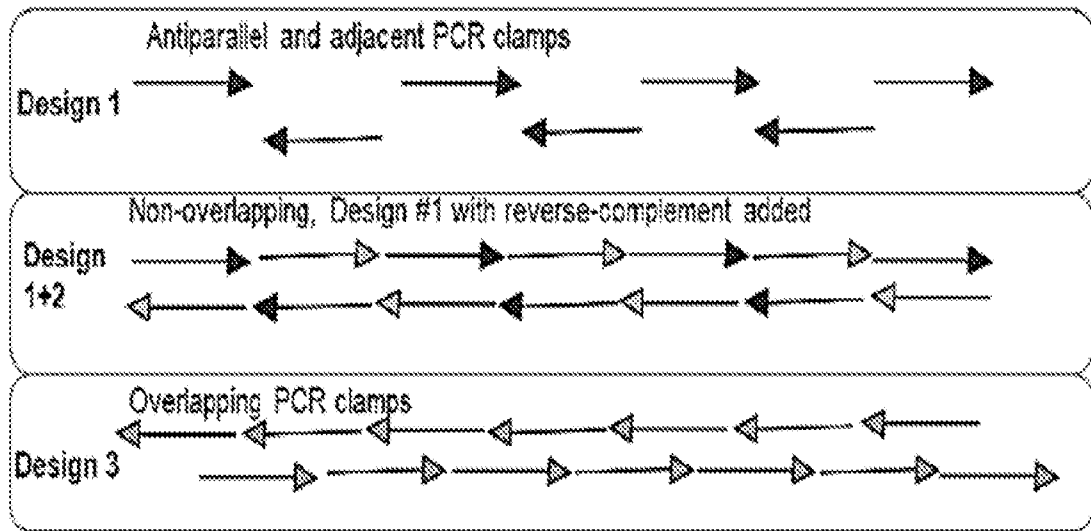 Antiparallel and adjacent PCR clamps
Design 1
Non-overlapping, Design #1 with reverse-complement added
Design
1+2
Overlapping PCR clamps
Design 3